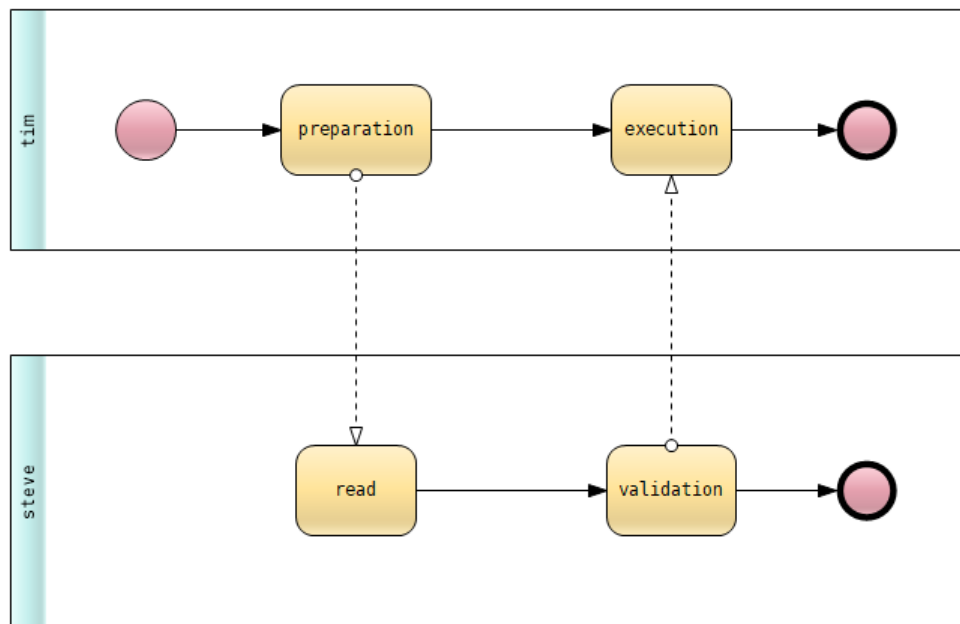 tim
preparation
execution
steve
read
validation